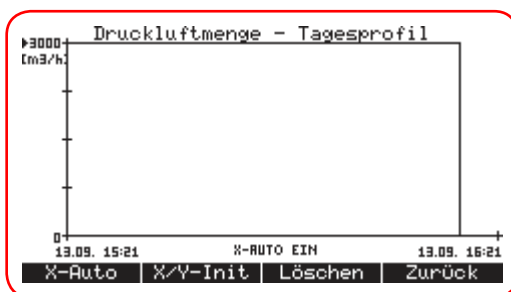 Druckluftmenge - Tagesprofil
▶3000
[m3/h]
0
13.09. 15:21 X-AUTO EIN 13.09. 16:21
X-Auto X/Y-Init Löschen Zurück